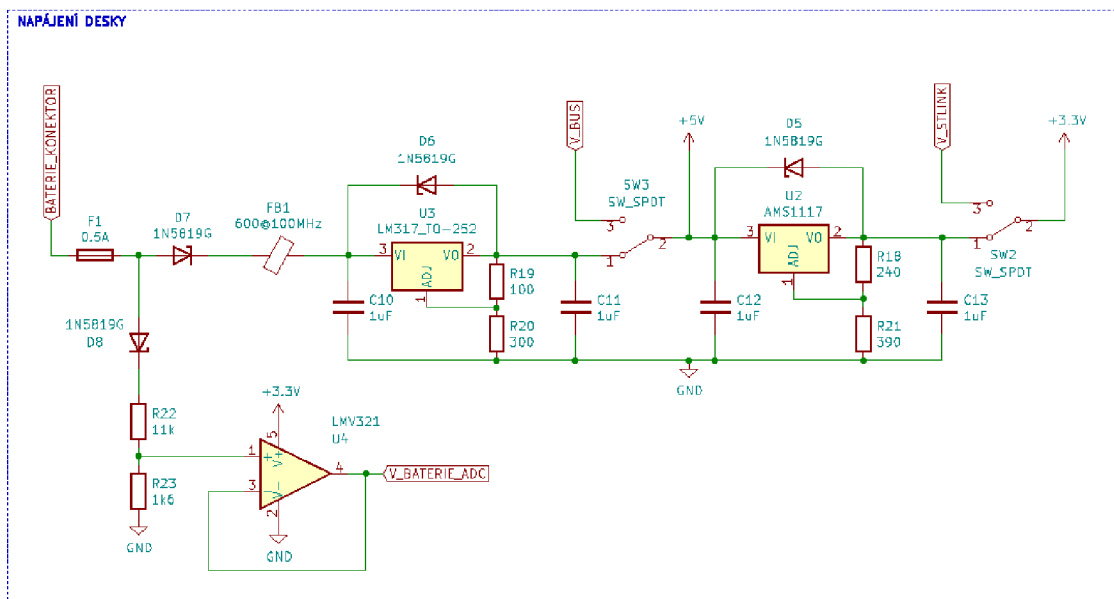 NAPÁJENÍ DESKY
BATERIE_KONEKTOR
F1
0.5A
D7
1N5819G
FB1
600@100MHz
D6
1N5819G
U3
LM317_TO-252
3
VI
VO
2
ADJ
1
C10
1uF
R19
100
R20
300
C11
1uF
V_BUS
SW3
SW_SPDT
3
1
2
+5V
D5
1N5819G
U2
AMS1117
3
VI
VO
2
ADJ
1
C12
1uF
R18
240
R21
390
C13
1uF
V_STLINK
3
1
2
SW2
SW_SPDT
+3.3V
GND
1N5819G
D8
R22
11k
R23
1k6
GND
+3.3V
LMV321
U4
5
1
+
V+
3
-
V-
2
4
GND
V_BATERIE_ADC